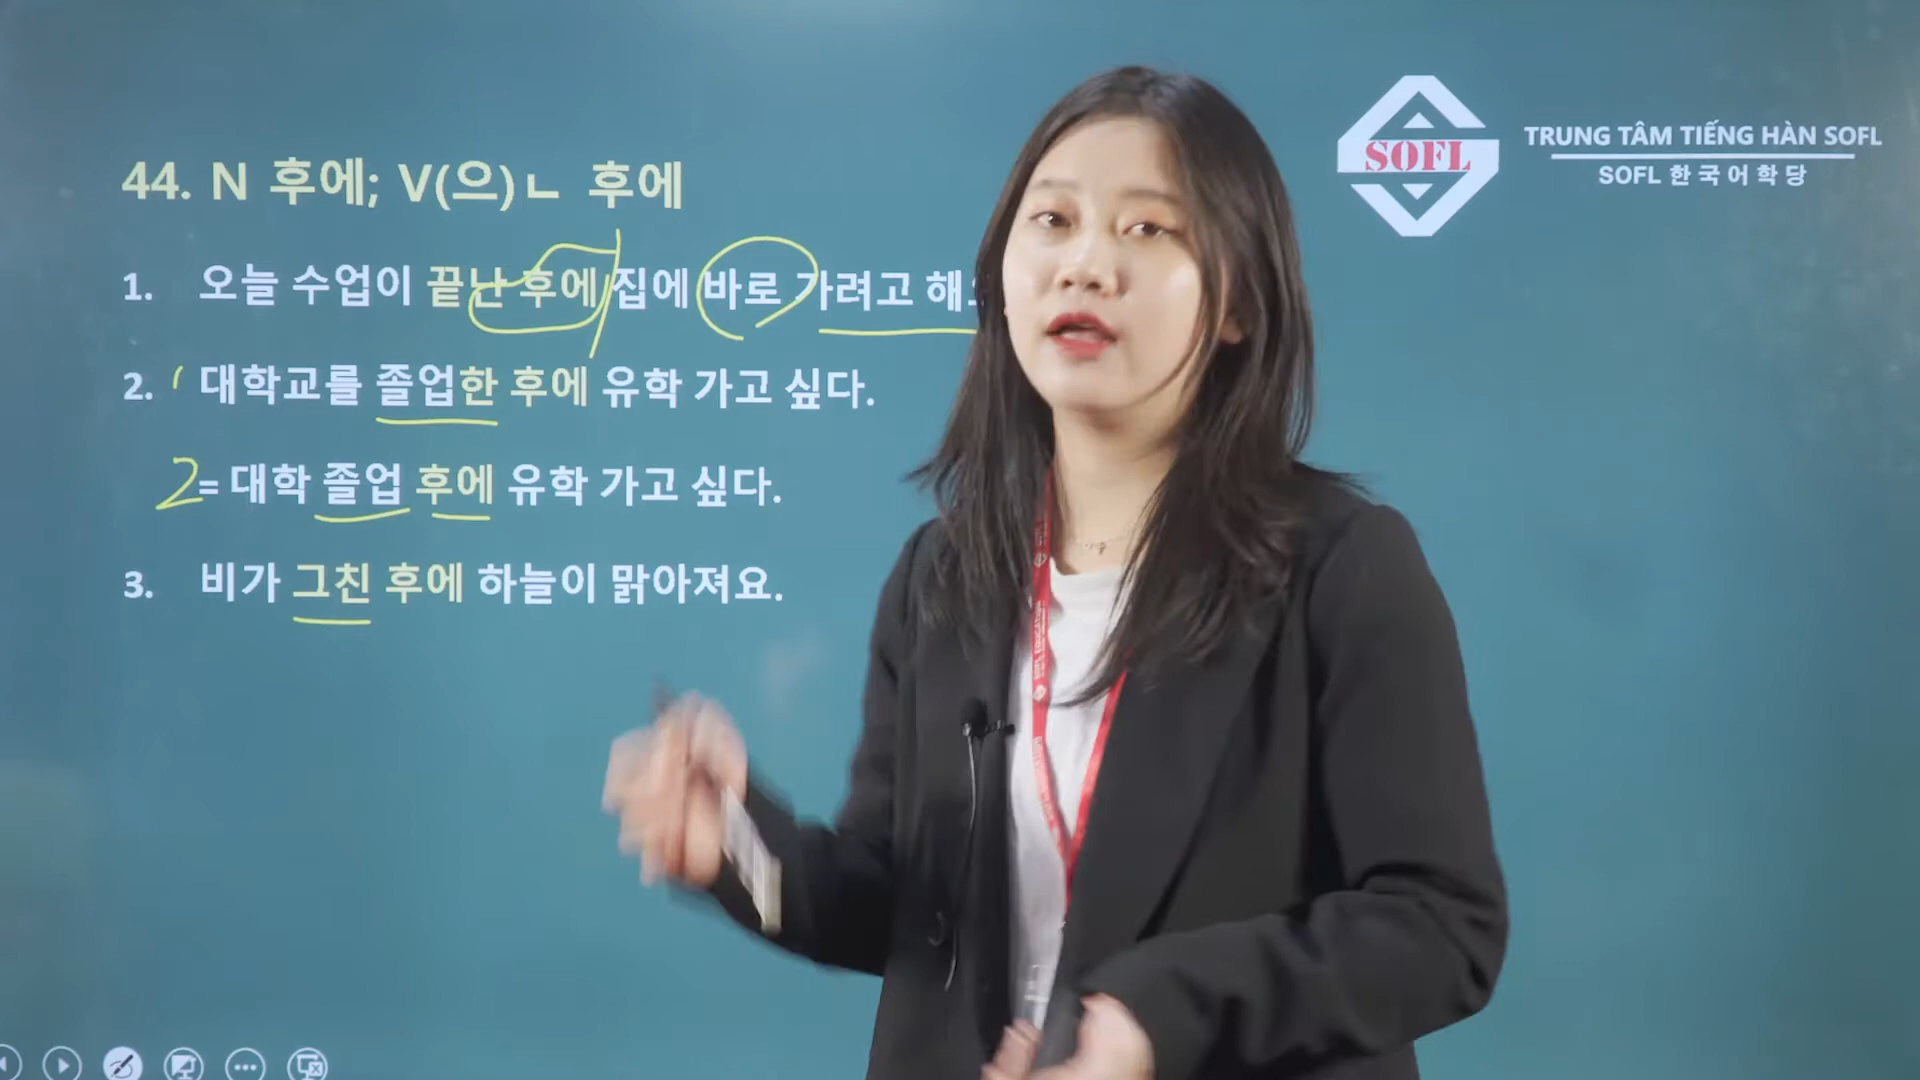 44. N 후에; V(으)ㄴ 후에
1. 오늘 수업이 끝난 후에 집에 바로 가려고 해
2. 1 대학교를 졸업한 후에 유학 가고 싶다.
2 = 대학 졸업 후에 유학 가고 싶다.
3. 비가 그친 후에 하늘이 맑아져요.
SOFL
TRUNG TÂM TIẾNG HÀN SOFL
SOFL 한국어학당